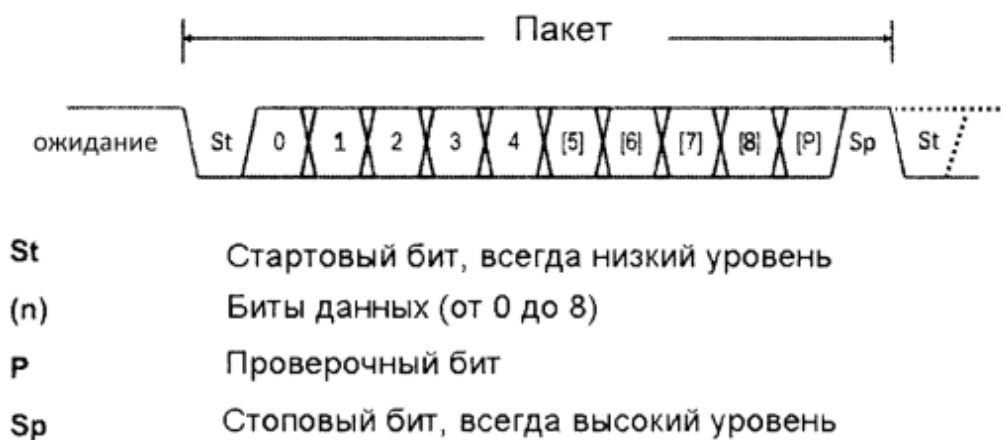 Пакет
ожидание St 0 1 2 3 4 [5] [6] [7] [8] [P] Sp St
St Стартовый бит, всегда низкий уровень
(n) Биты данных (от 0 до 8)
P Проверочный бит
Sp Стоповый бит, всегда высокий уровень